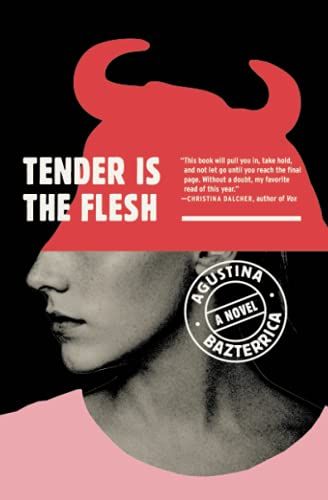 TENDER IS
THE FLESH
"This book will pull you in, take hold,
and not let go until you reach the final
page. Without a doubt, my favorite
read of this year."
—CHRISTINA DALCHER, author of Vox
AGUSTINA
A NOVEL
BAZTERRICA